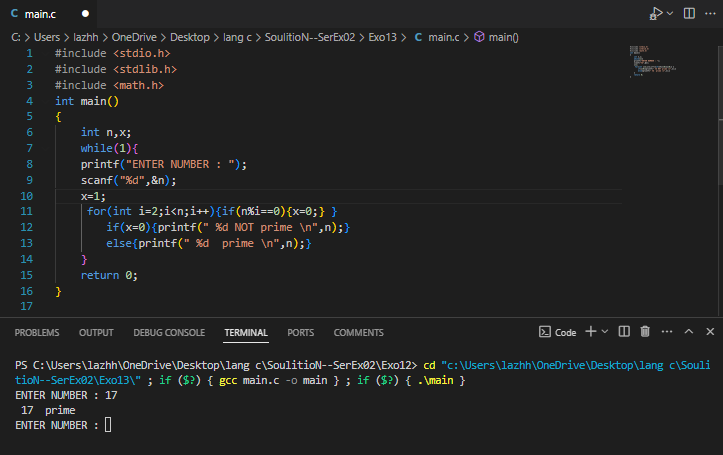 main.c
C: > Users > lazhh > OneDrive > Desktop > lang c > SoulitioN--SerEx02 > Exo13 > C main.c > main()
1 #include <stdio.h>
2 #include <stdlib.h>
3 #include <math.h>
4 int main()
5 {
6 int n,x;
7 while(1){
8 printf("ENTER NUMBER : ");
9 scanf("%d",&n);
10 x=1;
11 for(int i=2;i<n;i++){if(n%i==0){x=0;} }
12 if(x=0){printf(" %d NOT prime \n",n);}
13 else{printf(" %d  prime \n",n);}
14 }
15 return 0;
16 }
17
PROBLEMS OUTPUT DEBUG CONSOLE TERMINAL PORTS COMMENTS Code
PS C:\Users\lazhh\OneDrive\Desktop\lang c\SoulitioN--SerEx02\Exo12> cd "c:\Users\lazhh\OneDrive\Desktop\lang c\Souli
tioN--SerEx02\Exo13\" ; if ($?) { gcc main.c -o main } ; if ($?) { .\main }
ENTER NUMBER : 17
 17  prime
ENTER NUMBER :